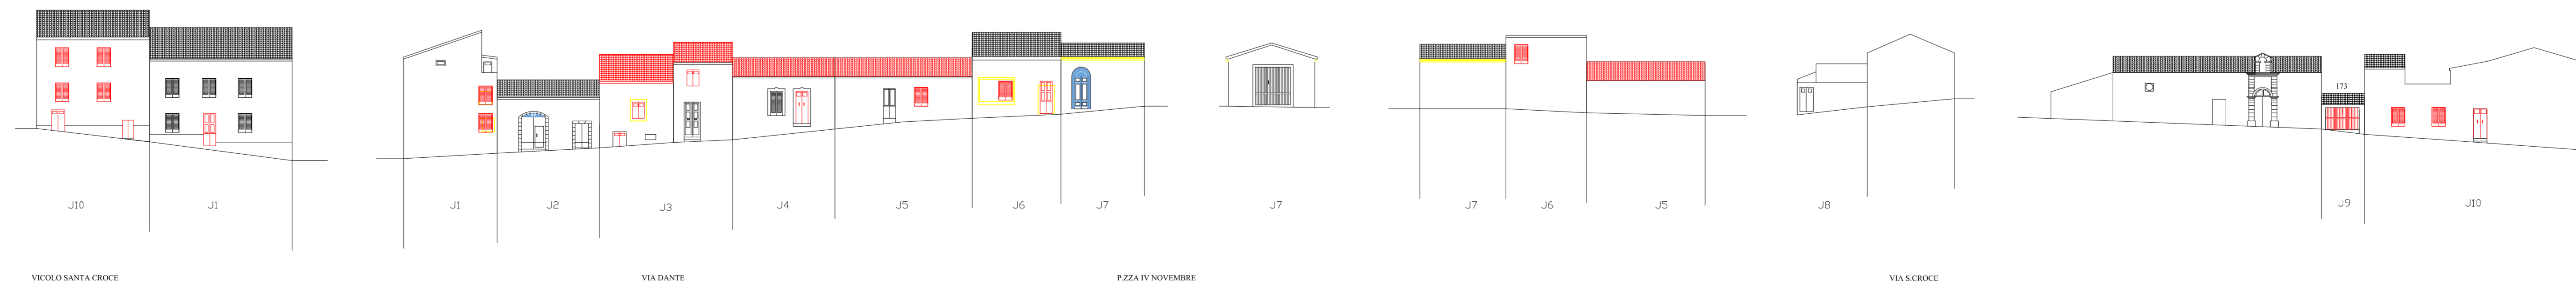 173
J10
J1
J1
J2
J3
J4
J5
J6
J7
J7
J7
J6
J5
J8
J9
J10
VICOLO SANTA CROCE
VIA DANTE
P.ZZA IV NOVEMBRE
VIA S.CROCE